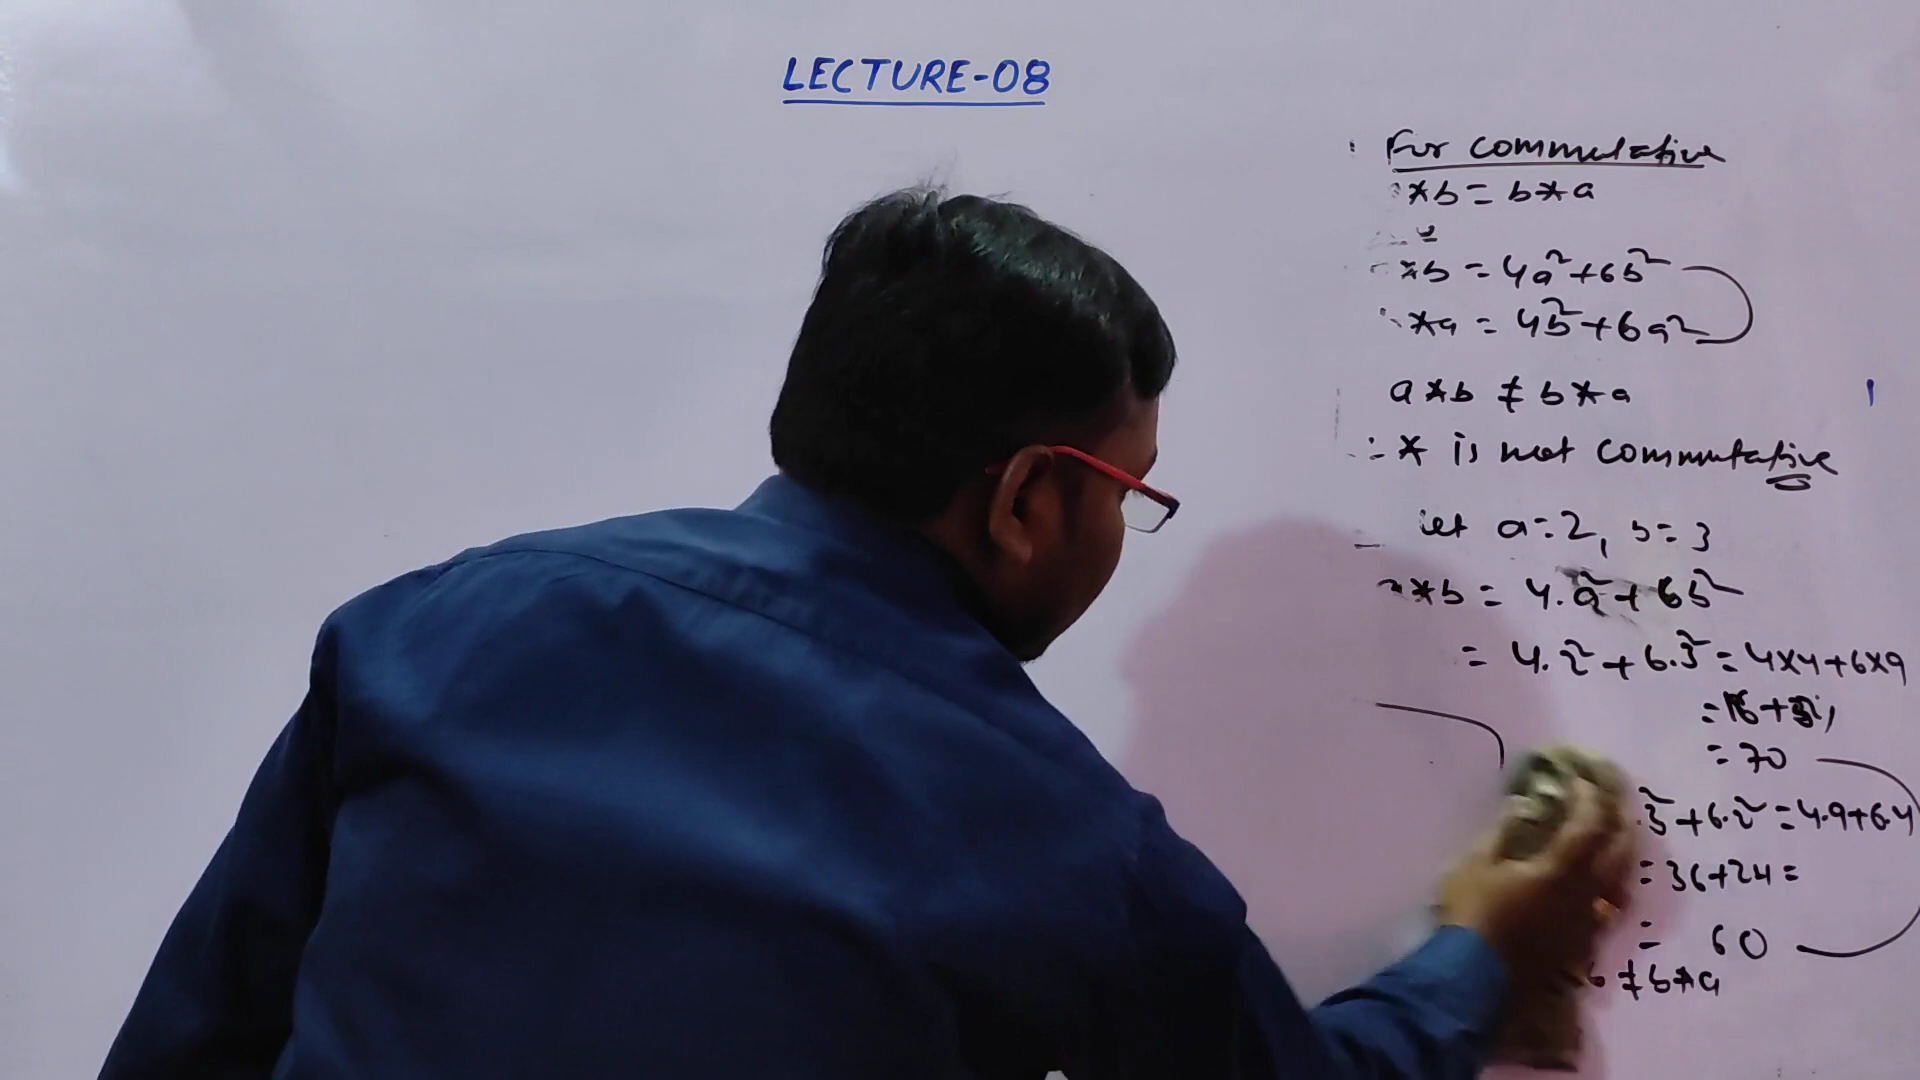 LECTURE-08
For commutative
*b = b*a
*b = 4a²+6b²
*a = 4b²+6a²
a*b ≠ b*a
∴ * is not commutative
let a=2, b=3
a*b = 4.a²+6b²
= 4.2²+6.3² = 4×4+6×9
= 16+
= 70
.3²+6.2² = 4.9+6.4
= 36+24 =
= 60
b ≠ b*a